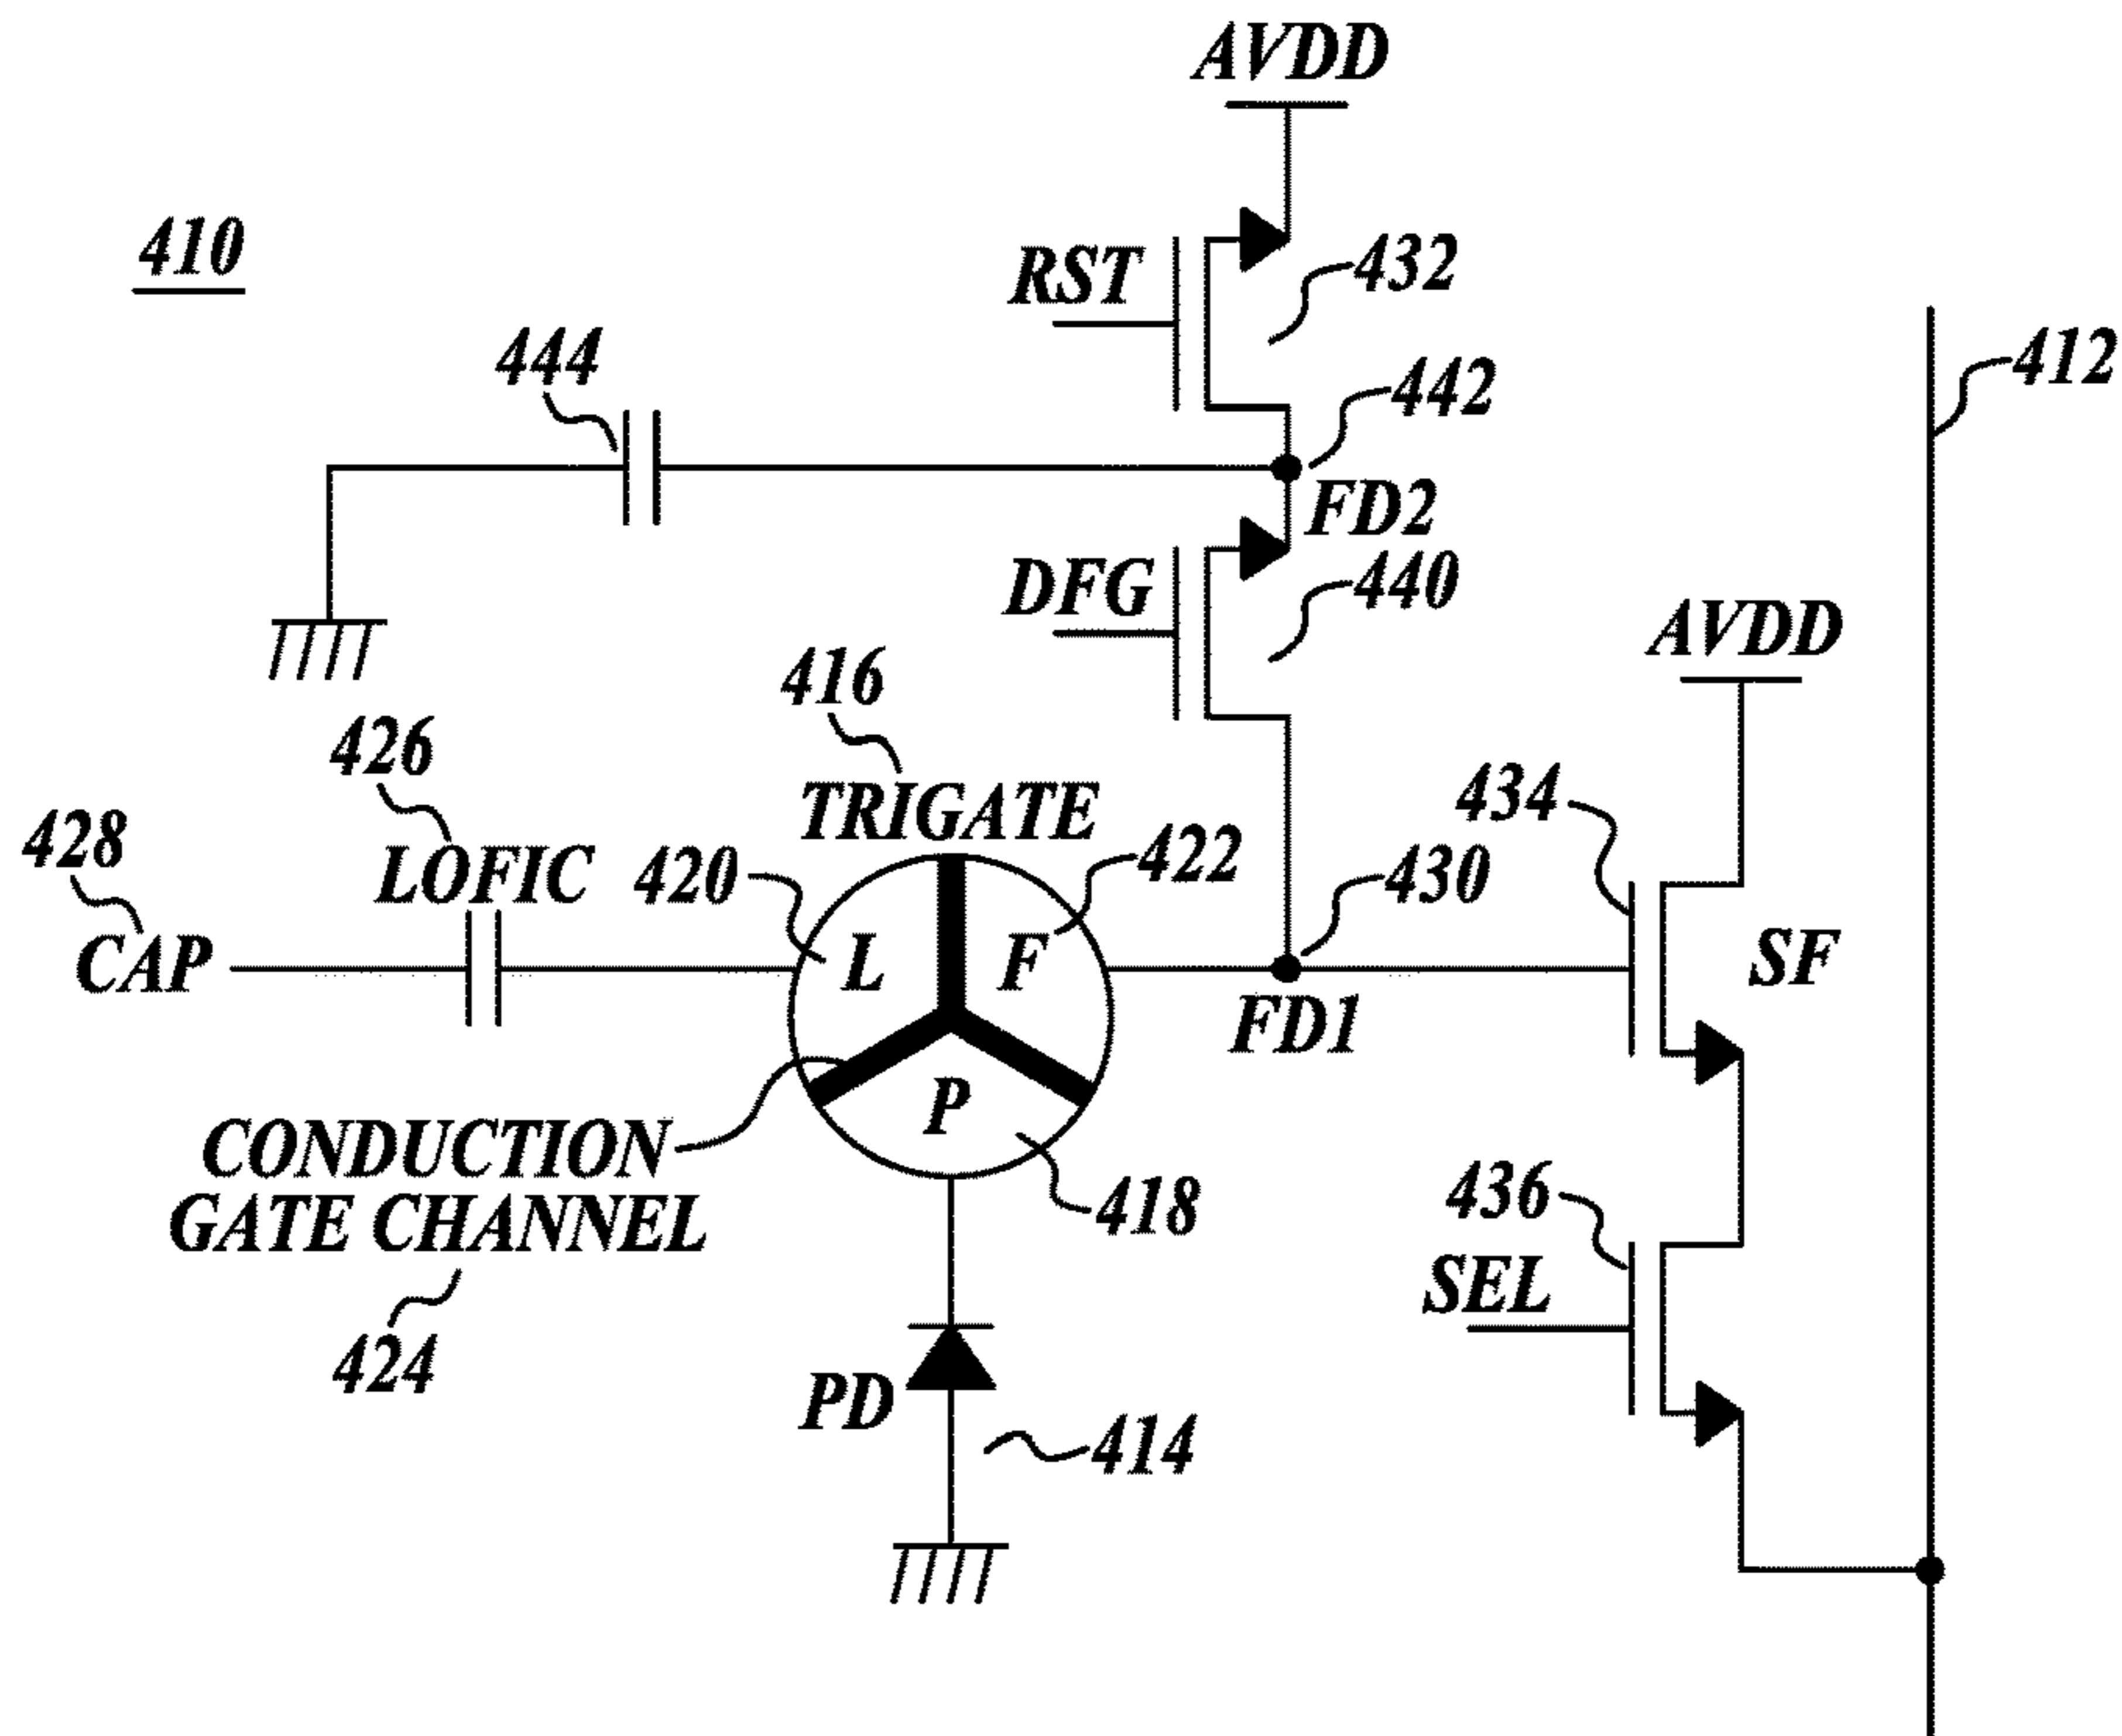 AVDD
410
RST
432
444
442
412
FD2
DFG
440
AVDD
416
426
TRIGATE
434
428
LOFIC
420
422
430
CAP
L
F
SF
FD1
P
CONDUCTION
GATE CHANNEL
418
436
SEL
424
PD
414